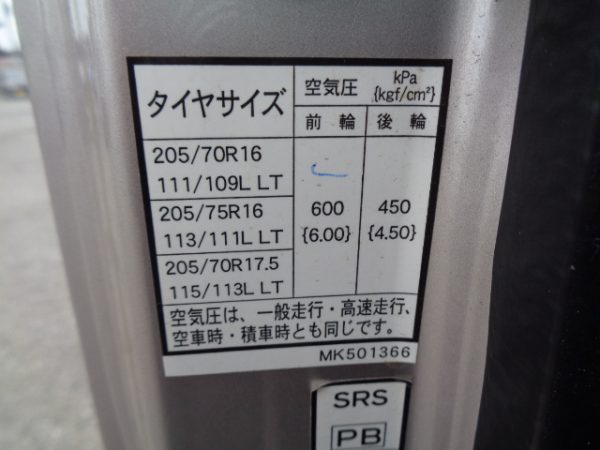 タイヤサイズ
空気圧 kPa {kgf/cm²}
前輪 後輪
205/70R16
111/109L LT
205/75R16 600 450
113/111L LT {6.00} {4.50}
205/70R17.5
115/113L LT
空気圧は、一般走行・高速走行、
空車時・積車時とも同じです。
MK501366
SRS
PB